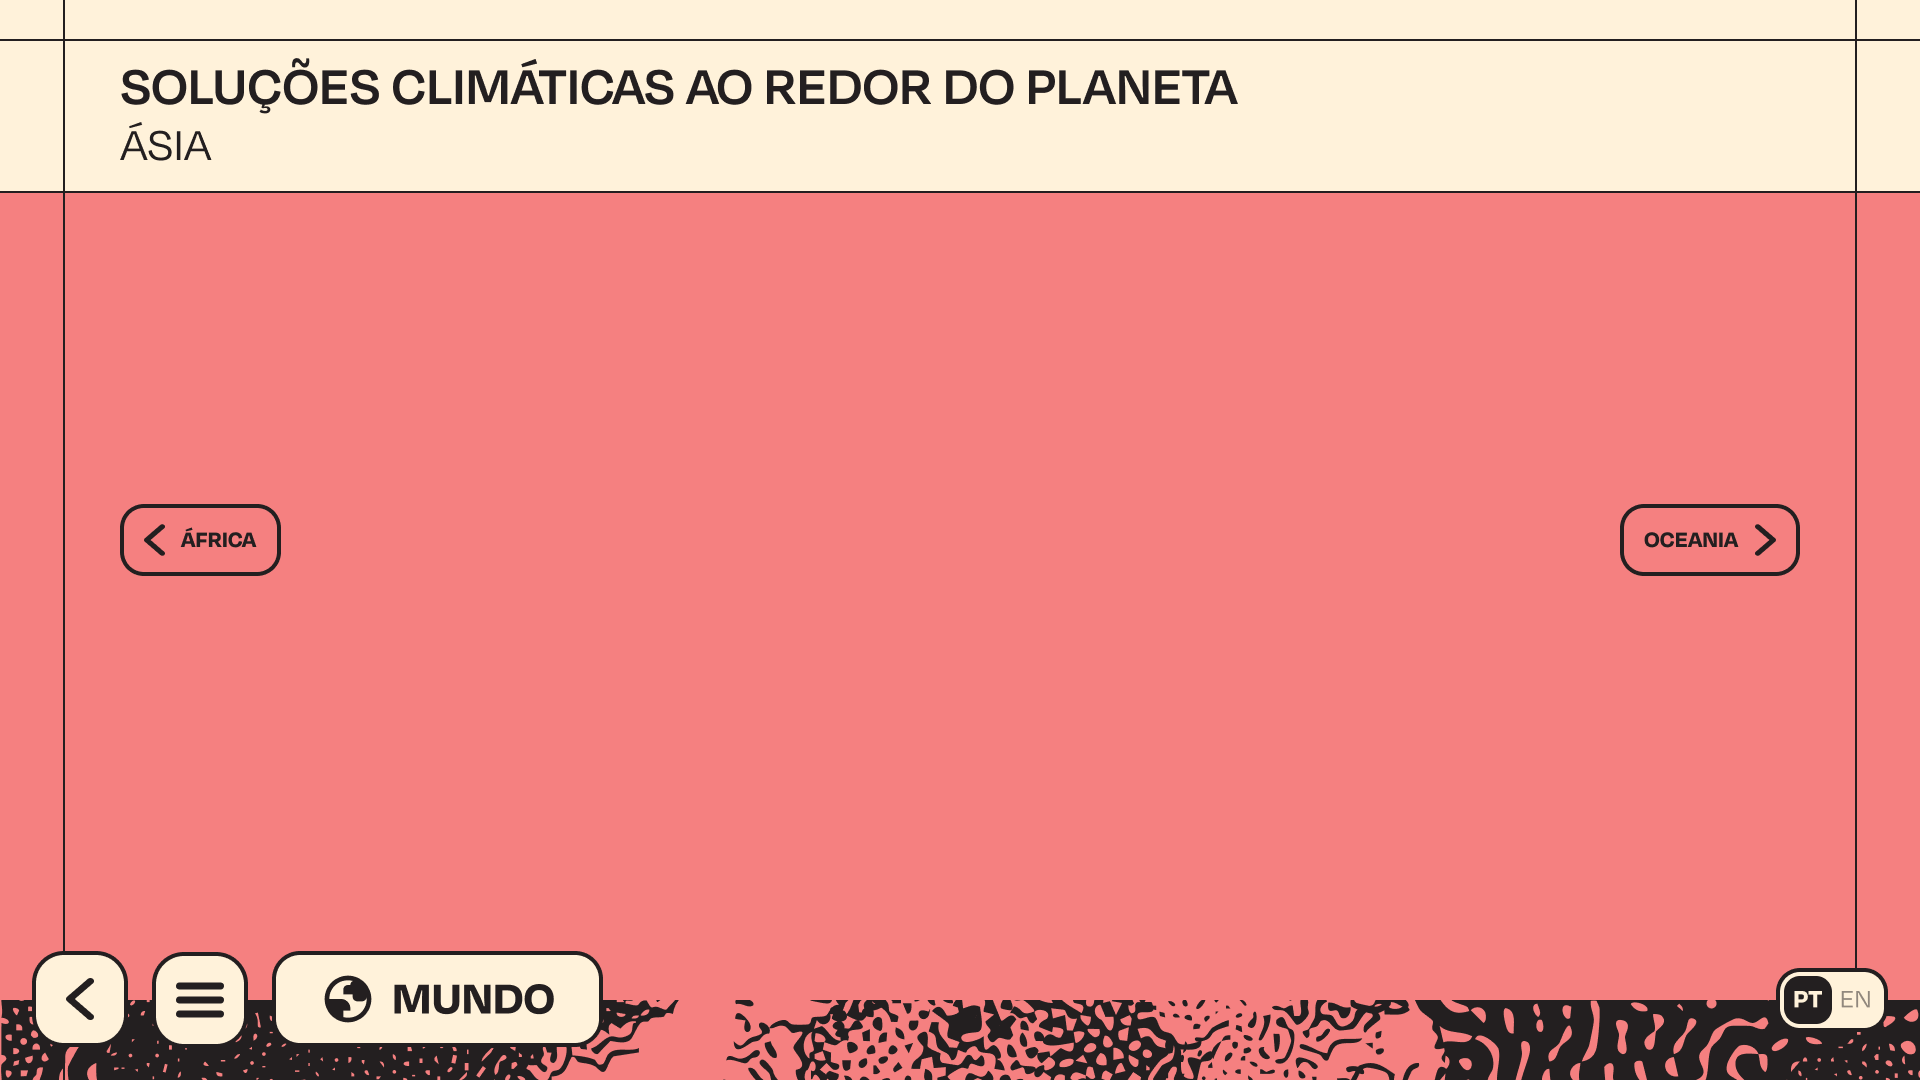 SOLUÇÕES CLIMÁTICAS AO REDOR DO PLANETA
ÁSIA
ÁFRICA
OCEANIA
MUNDO
PT EN